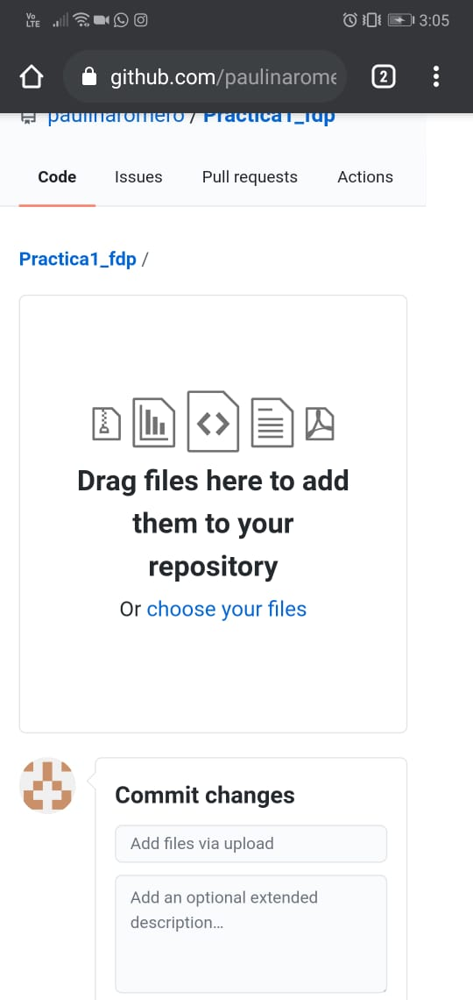 Vo
LTE
3:05
github.com/paulinarome
2
paulinaromero / Practica1_fdp
Code Issues Pull requests Actions
Practica1_fdp /
Drag files here to add
them to your
repository
Or choose your files
Commit changes
Add files via upload
Add an optional extended
description...